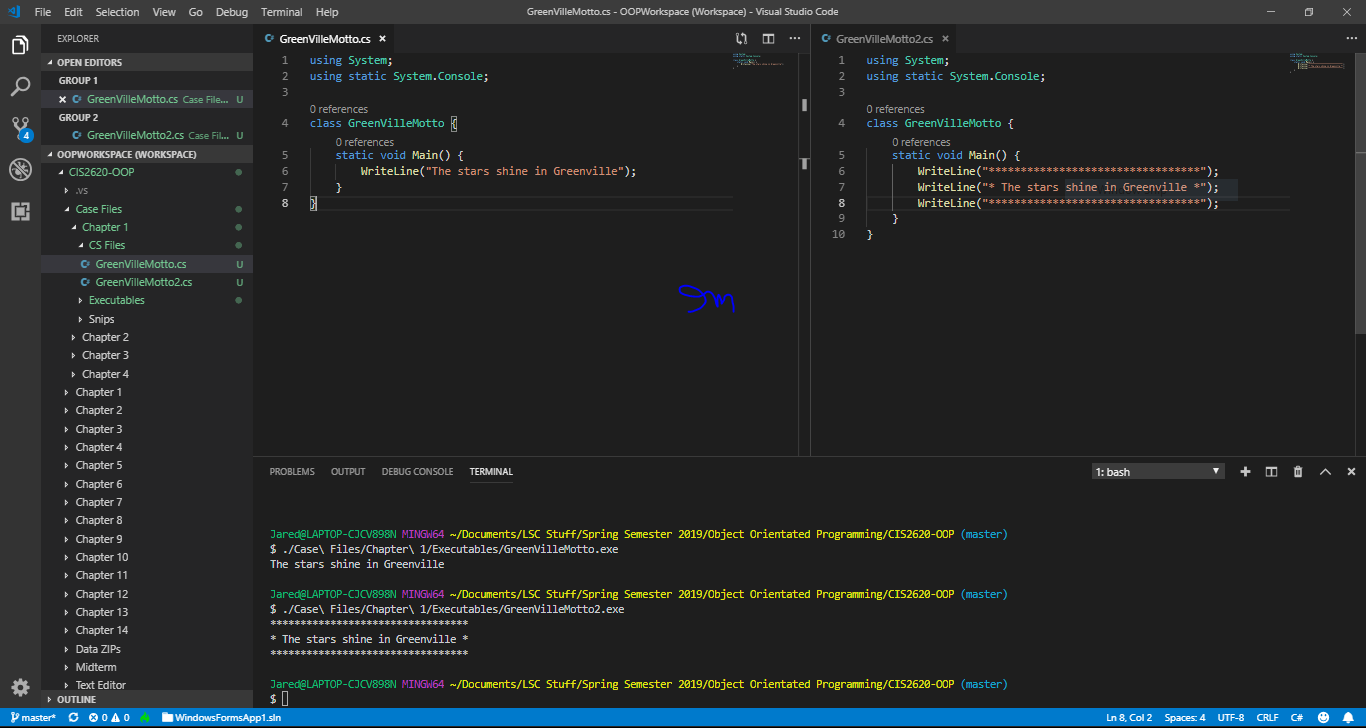 File Edit Selection View Go Debug Terminal Help GreenVilleMotto.cs - OOPWorkspace (Workspace) - Visual Studio Code
EXPLORER
OPEN EDITORS
GROUP 1
GreenVilleMotto.cs Case File... U
GROUP 2
GreenVilleMotto2.cs Case Fil... U
OOPWORKSPACE (WORKSPACE)
CIS2620-OOP
.vs
Case Files
Chapter 1
CS Files
GreenVilleMotto.cs U
GreenVilleMotto2.cs U
Executables
Snips
Chapter 2
Chapter 3
Chapter 4
Chapter 1
Chapter 2
Chapter 3
Chapter 4
Chapter 5
Chapter 6
Chapter 7
Chapter 8
Chapter 9
Chapter 10
Chapter 11
Chapter 12
Chapter 13
Chapter 14
Data ZIPs
Midterm
Text Editor
OUTLINE
4
GreenVilleMotto.cs
1 using System;
2 using static System.Console;
3
0 references
4 class GreenVilleMotto {
0 references
5 static void Main() {
6 WriteLine("The stars shine in Greenville");
7 }
8 }
GreenVilleMotto2.cs
1 using System;
2 using static System.Console;
3
0 references
4 class GreenVilleMotto {
0 references
5 static void Main() {
6 WriteLine("*********************************");
7 WriteLine("* The stars shine in Greenville *");
8 WriteLine("*********************************");
9 }
10 }
PROBLEMS OUTPUT DEBUG CONSOLE TERMINAL 1: bash
Jared@LAPTOP-CJCV898N MINGW64 ~/Documents/LSC Stuff/Spring Semester 2019/Object Orientated Programming/CIS2620-OOP (master)
$ ./Case\ Files/Chapter\ 1/Executables/GreenVilleMotto.exe
The stars shine in Greenville
Jared@LAPTOP-CJCV898N MINGW64 ~/Documents/LSC Stuff/Spring Semester 2019/Object Orientated Programming/CIS2620-OOP (master)
$ ./Case\ Files/Chapter\ 1/Executables/GreenVilleMotto2.exe
*********************************
* The stars shine in Greenville *
*********************************
Jared@LAPTOP-CJCV898N MINGW64 ~/Documents/LSC Stuff/Spring Semester 2019/Object Orientated Programming/CIS2620-OOP (master)
$
master* 0 0 WindowsFormsApp1.sln Ln 8, Col 2 Spaces: 4 UTF-8 CRLF C#